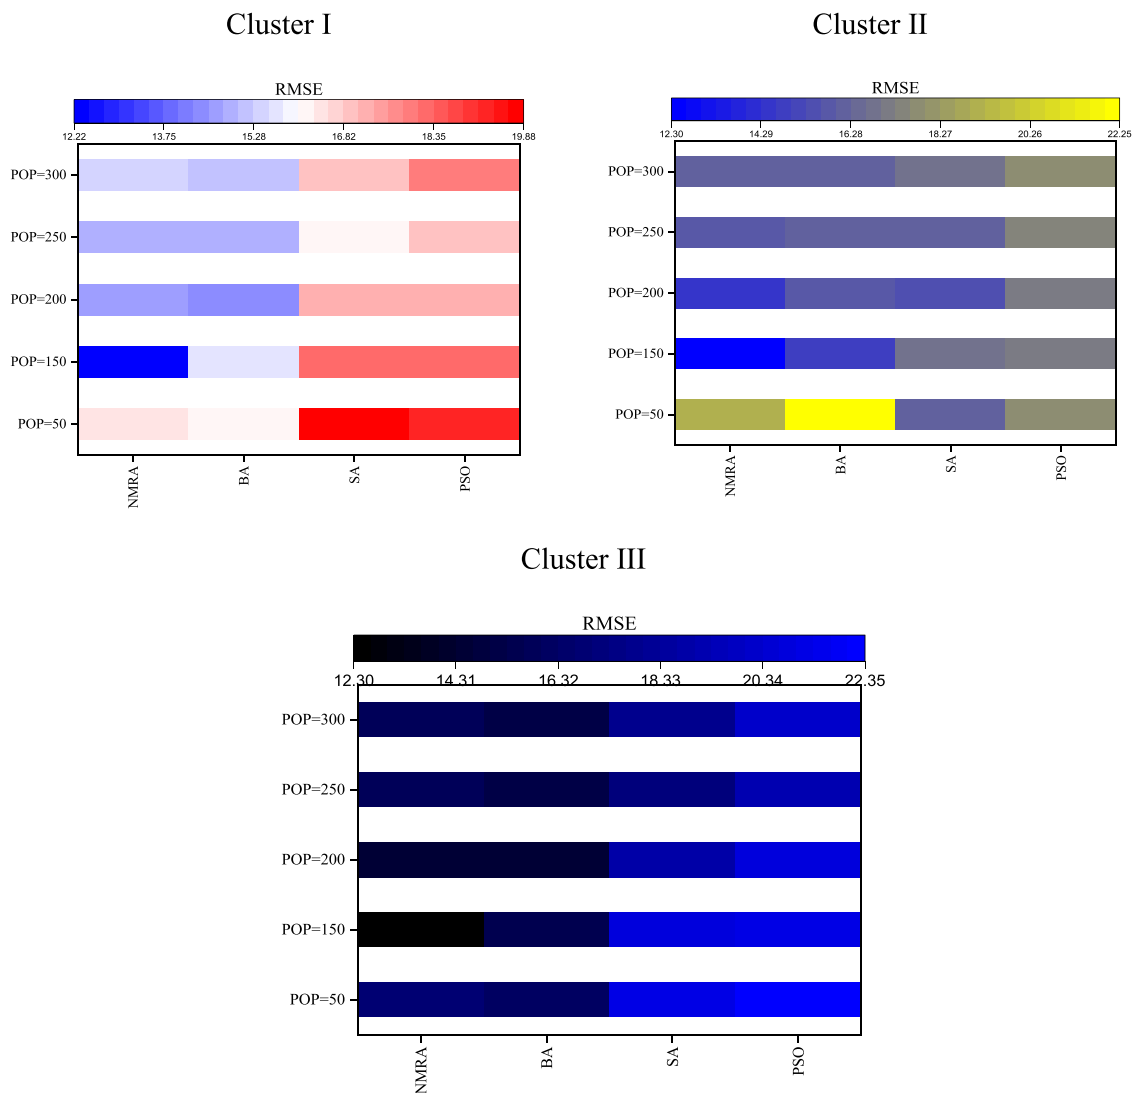 Cluster I
RMSE
12.22 13.75 15.28 16.82 18.35 19.88
POP=300
POP=250
POP=200
POP=150
POP=50
NMRA BA SA PSO
Cluster II
RMSE
12.30 14.29 16.28 18.27 20.26 22.25
POP=300
POP=250
POP=200
POP=150
POP=50
NMRA BA SA PSO
Cluster III
RMSE
12.30 14.31 16.32 18.33 20.34 22.35
POP=300
POP=250
POP=200
POP=150
POP=50
NMRA BA SA PSO